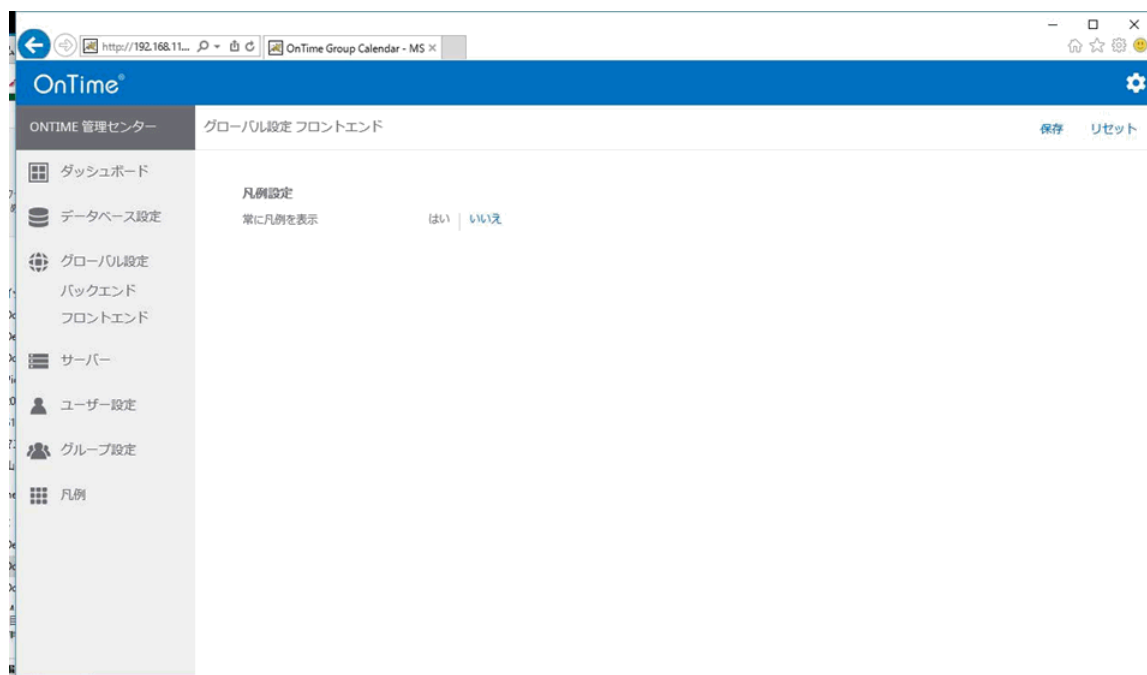 http://192.168.11...
OnTime Group Calendar - MS ×
OnTime®
ONTIME 管理センター
グローバル設定 フロントエンド
保存 リセット
ダッシュボード
凡例設定
データベース設定
常に凡例を表示 はい | いいえ
グローバル設定
バックエンド
フロントエンド
サーバー
ユーザー設定
グループ設定
凡例